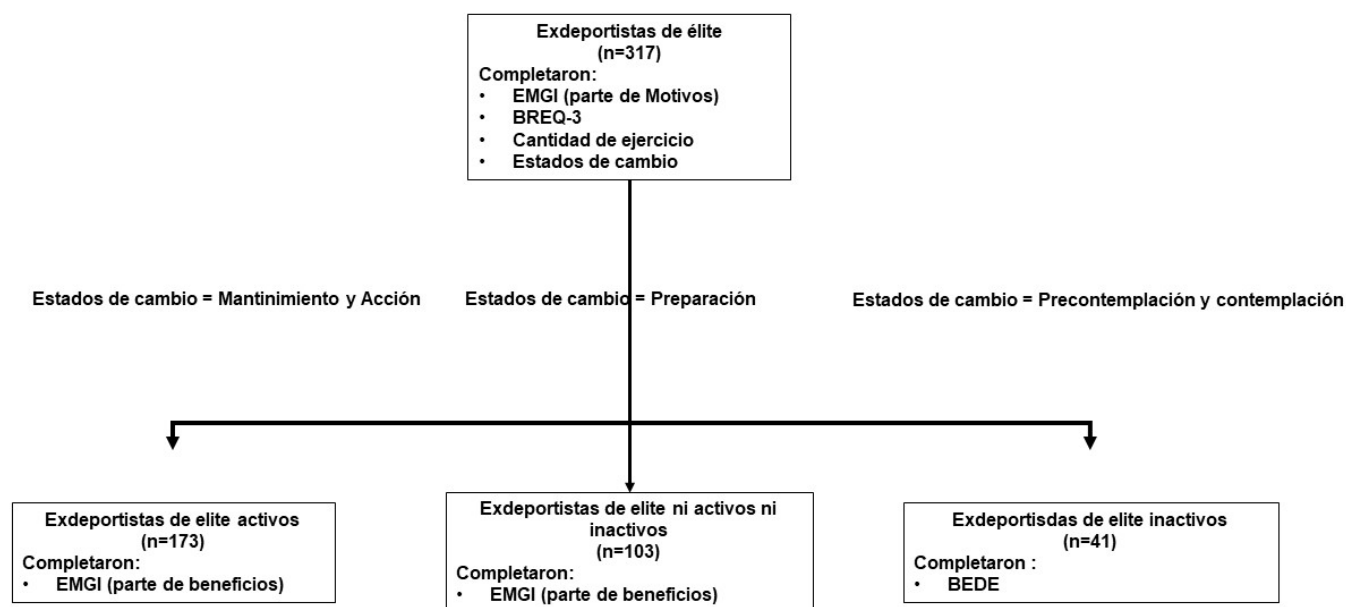 Exdeportistas de élite
(n=317)
Completaron:
• EMGI (parte de Motivos)
• BREQ-3
• Cantidad de ejercicio
• Estados de cambio
Estados de cambio = Mantinimiento y Acción
Estados de cambio = Preparación
Estados de cambio = Precontemplación y contemplación
Exdeportistas de elite activos
(n=173)
Completaron:
• EMGI (parte de beneficios)
Exdeportistas de elite ni activos ni
inactivos
(n=103)
Completaron:
• EMGI (parte de beneficios)
Exdeportisdas de elite inactivos
(n=41)
Completaron :
• BEDE